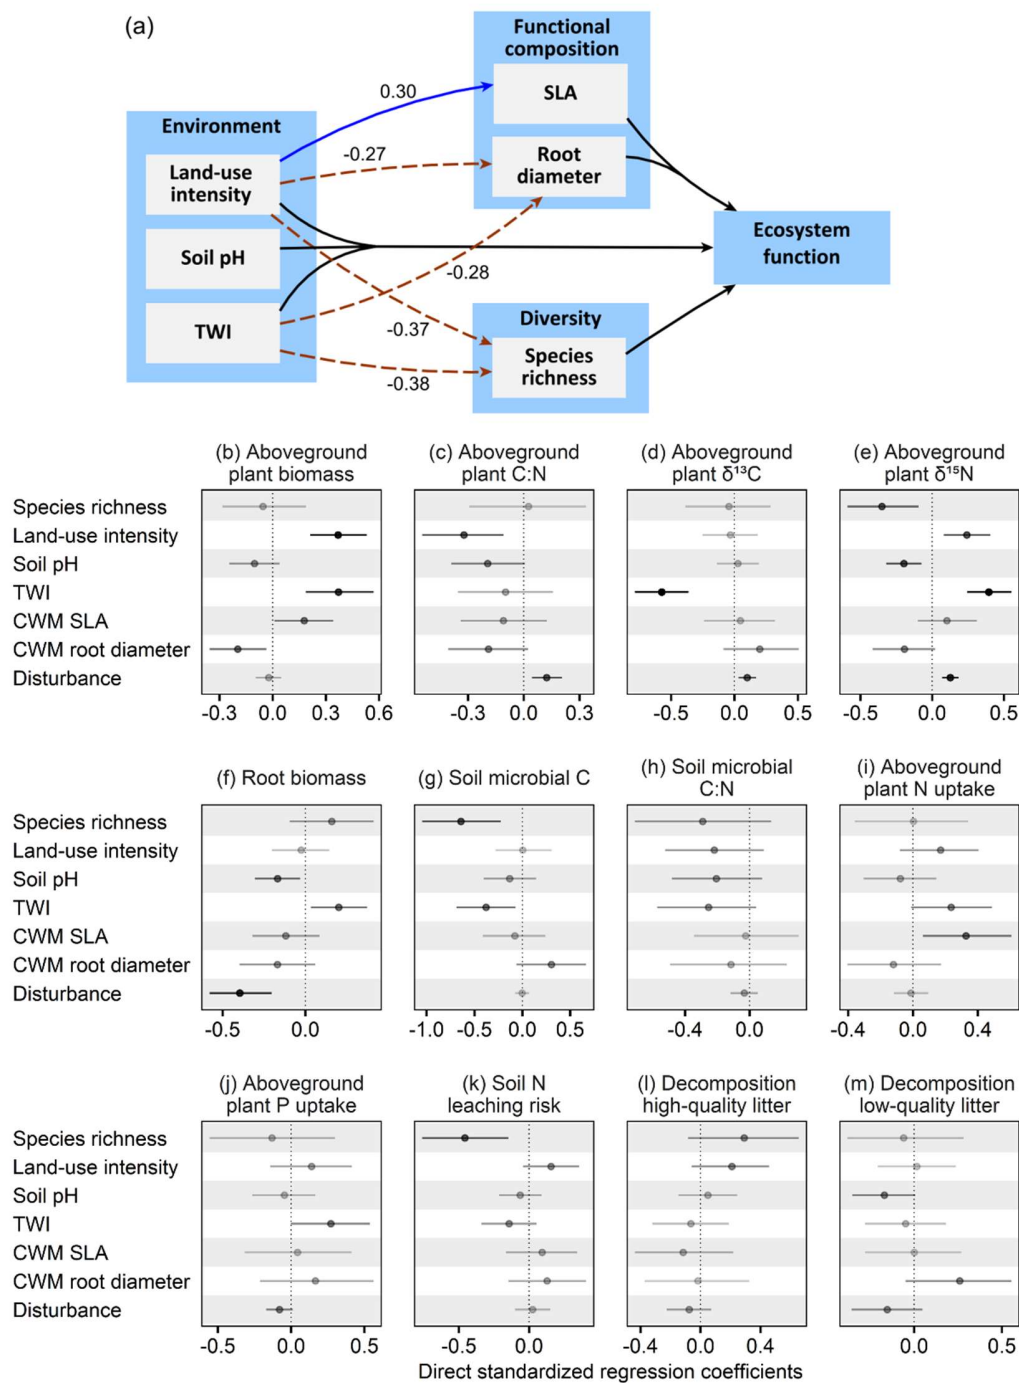 (a)
Functional
composition
SLA
Root
diameter
Environment
Land-use
intensity
Soil pH
TWI
0.30
-0.27
-0.28
-0.37
-0.38
Ecosystem
function
Diversity
Species
richness
(b) Aboveground
plant biomass
(c) Aboveground
plant C:N
(d) Aboveground
plant δ¹³C
(e) Aboveground
plant δ¹⁵N
Species richness
Land-use intensity
Soil pH
TWI
CWM SLA
CWM root diameter
Disturbance
-0.3 0.0 0.3 0.6
-0.3 0.0 0.3
-0.5 0.0 0.5
0.0 0.5
(f) Root biomass
(g) Soil microbial C
(h) Soil microbial
C:N
(i) Aboveground
plant N uptake
Species richness
Land-use intensity
Soil pH
TWI
CWM SLA
CWM root diameter
Disturbance
-0.5 0.0
-1.0 -0.5 0.0 0.5
-0.4 0.0
-0.4 0.0 0.4
(j) Aboveground
plant P uptake
(k) Soil N
leaching risk
(l) Decomposition
high-quality litter
(m) Decomposition
low-quality litter
Species richness
Land-use intensity
Soil pH
TWI
CWM SLA
CWM root diameter
Disturbance
-0.5 0.0 0.5
-0.5 0.0
0.0 0.4
0.0 0.5
Direct standardized regression coefficients